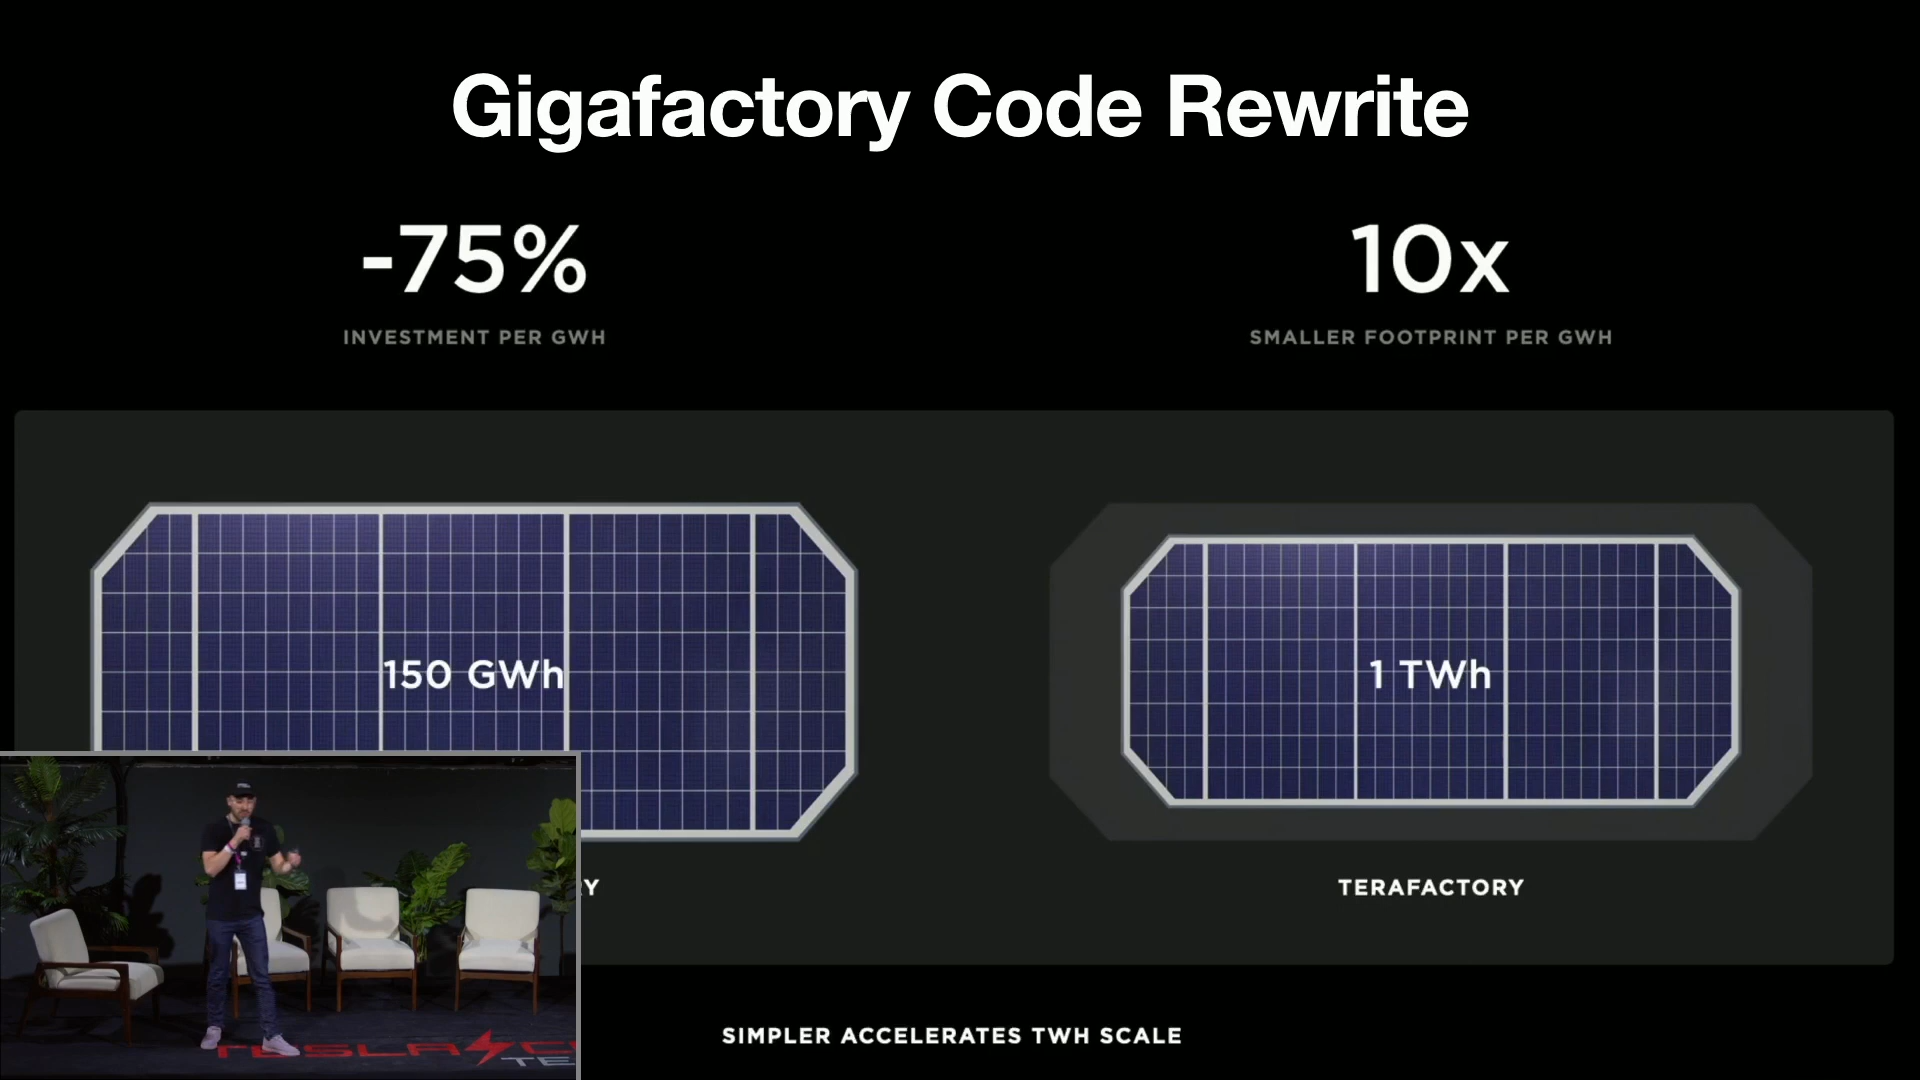 Gigafactory Code Rewrite
-75%
INVESTMENT PER GWH
10x
SMALLER FOOTPRINT PER GWH
150 GWh
1 TWh
TERAFACTORY
SIMPLER ACCELERATES TWH SCALE